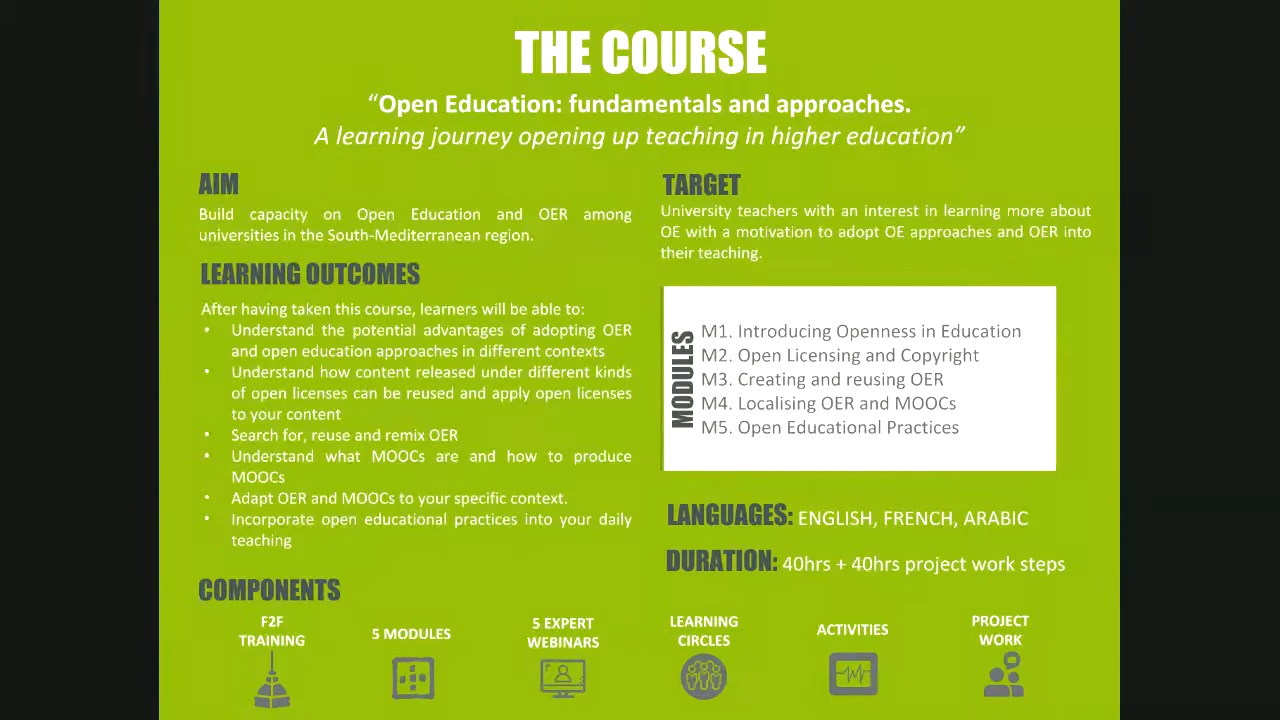 THE COURSE
“Open Education: fundamentals and approaches.
A learning journey opening up teaching in higher education”
AIM
Build capacity on Open Education and OER among
universities in the South-Mediterranean region.
LEARNING OUTCOMES
After having taken this course, learners will be able to:
• Understand the potential advantages of adopting OER
and open education approaches in different contexts
• Understand how content released under different kinds
of open licenses can be reused and apply open licenses
to your content
• Search for, reuse and remix OER
• Understand what MOOCs are and how to produce
MOOCs
• Adapt OER and MOOCs to your specific context.
• Incorporate open educational practices into your daily
teaching
TARGET
University teachers with an interest in learning more about
OE with a motivation to adopt OE approaches and OER into
their teaching.
MODULES
M1. Introducing Openness in Education
M2. Open Licensing and Copyright
M3. Creating and reusing OER
M4. Localising OER and MOOCs
M5. Open Educational Practices
LANGUAGES: ENGLISH, FRENCH, ARABIC
DURATION: 40hrs + 40hrs project work steps
COMPONENTS
F2F
TRAINING
5 MODULES
5 EXPERT
WEBINARS
LEARNING
CIRCLES
ACTIVITIES
PROJECT
WORK